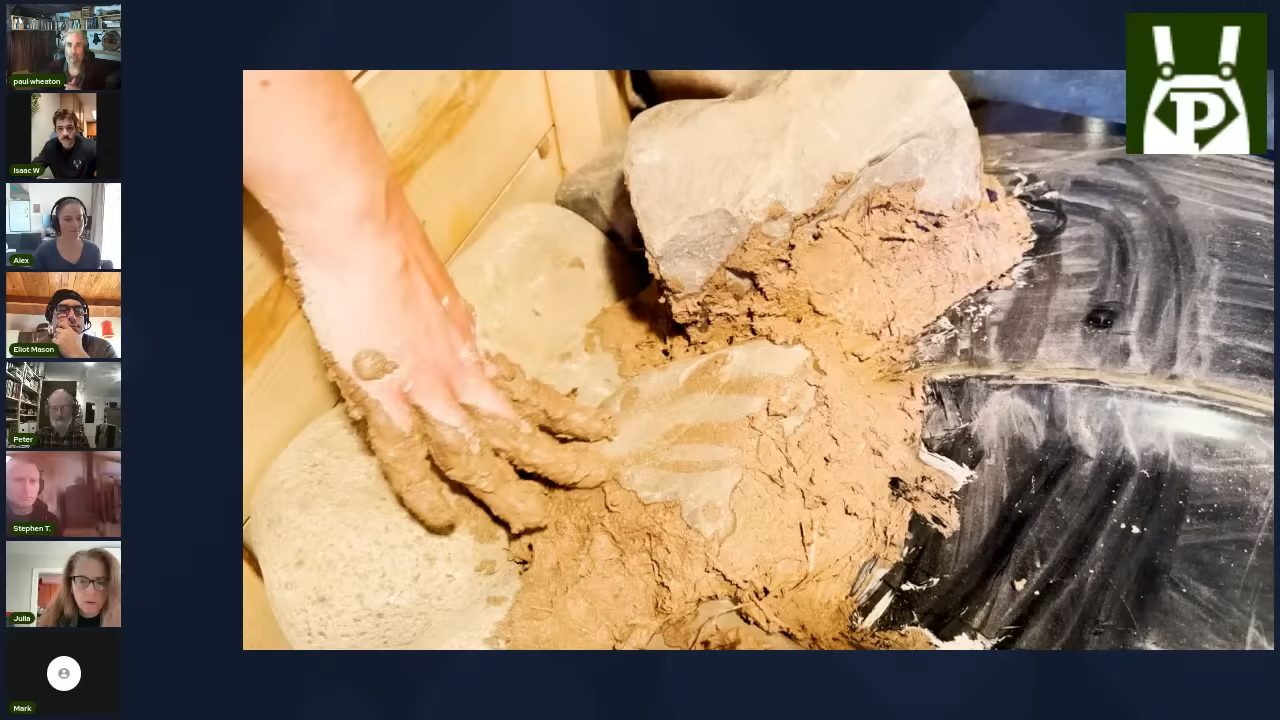 paul wheaton
Isaac W
Alex
Eliot Mason
Peter
Stephen T.
Julia
Mark
P